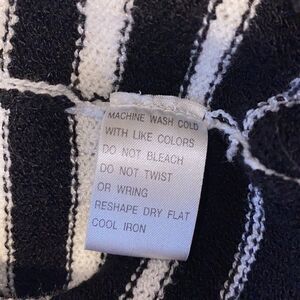 MACHINE WASH COLD
WITH LIKE COLORS
DO NOT BLEACH
DO NOT TWIST
OR WRING
RESHAPE DRY FLAT
COOL IRON